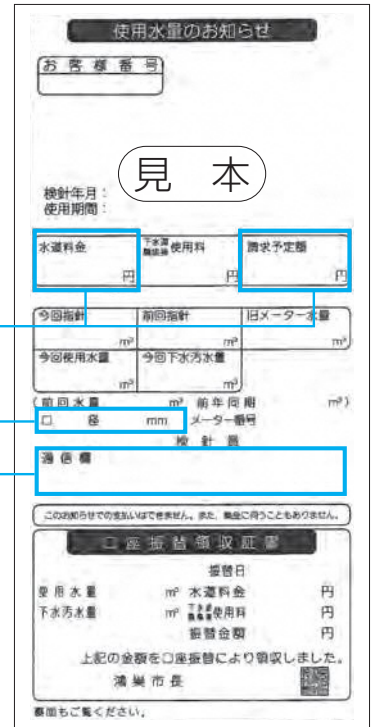 使用水量のお知らせ
お客様番号
見本
検針年月:
使用期間:
水道料金 下水道農集排使用料 請求予定額
円 円 円
今回指針 前回指針 旧メーター水量
m³ m³ m³
今回使用水量 今回下水汚水量
m³ m³
(前回水量 m³ 前年同期 m³)
口径 mm メーター番号
検針員
通信欄
このお知らせでの支払いはできません。また、集金に伺うこともありません。
口座振替領収証書
振替日
使用水量 m³ 水道料金 円
下水汚水量 m³ 下水道農集排使用料 円
振替金額 円
上記の金額を口座振替により領収しました。
鴻巣市長
裏面もご覧ください。